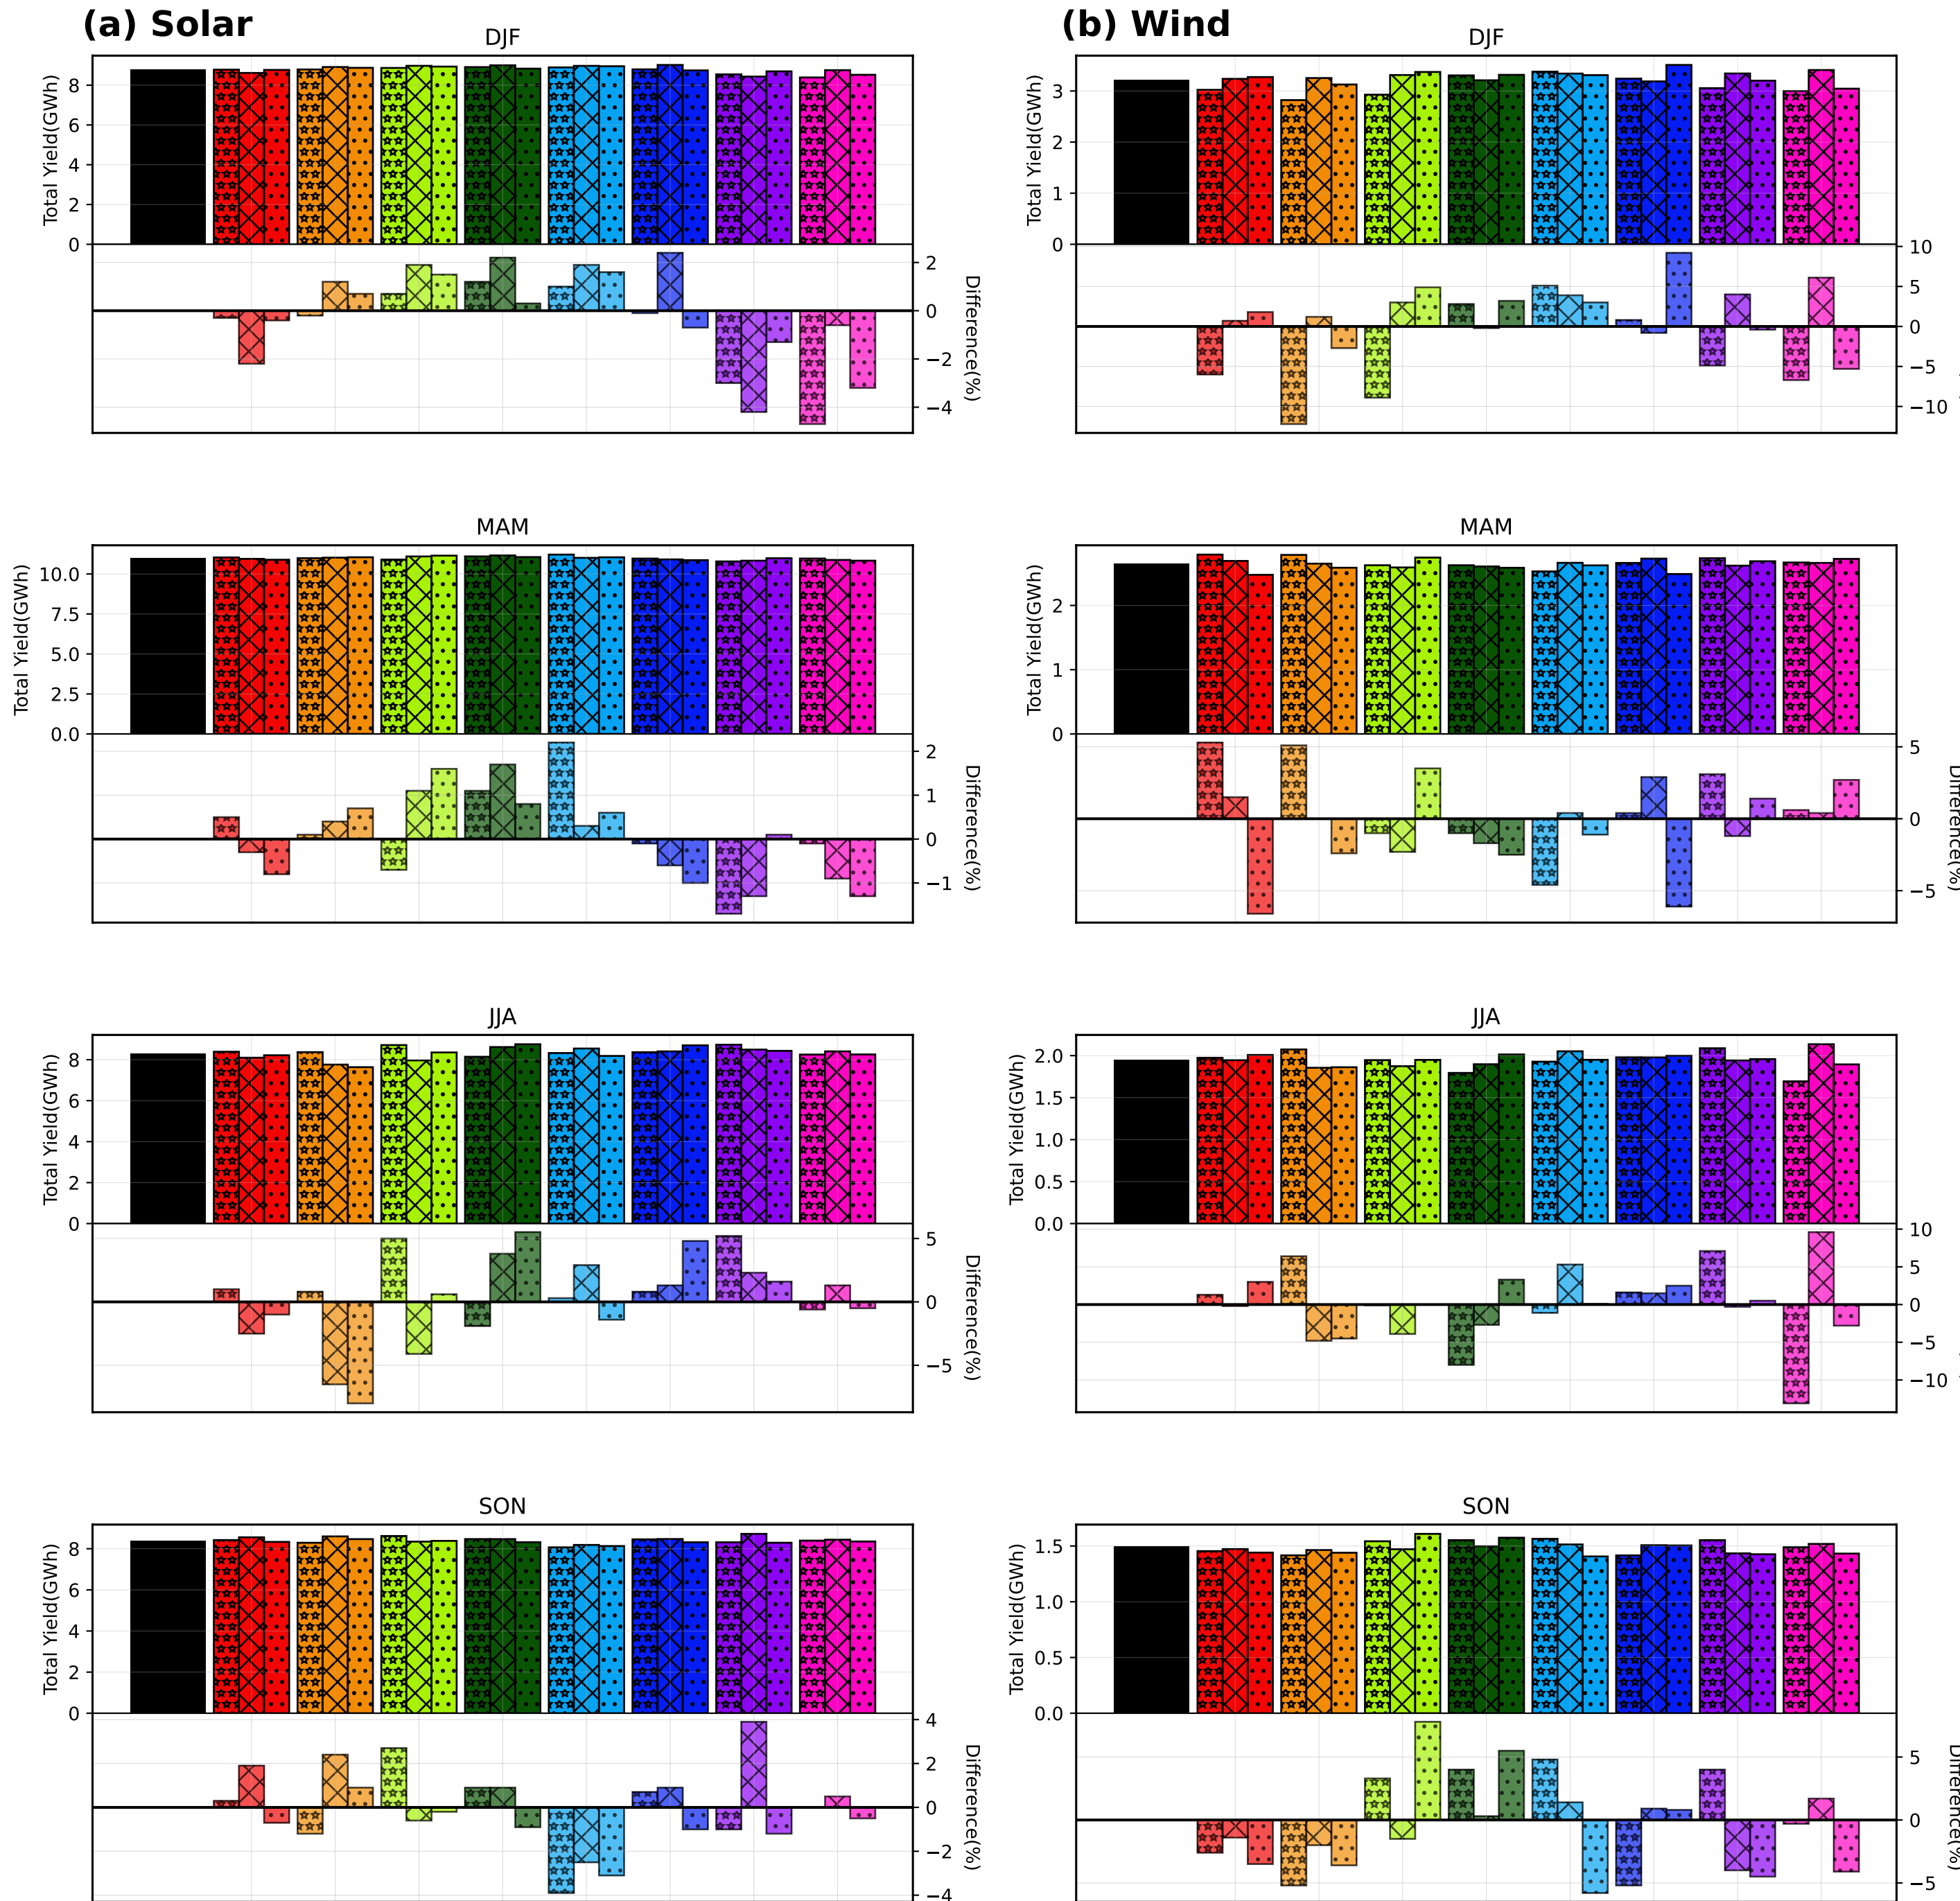 (a) Solar
DJF
Total Yield(GWh)
8
6
4
2
0
2
0
−2
−4
Difference(%)
MAM
Total Yield(GWh)
10.0
7.5
5.0
2.5
0.0
2
1
0
−1
Difference(%)
JJA
Total Yield(GWh)
8
6
4
2
0
5
0
−5
Difference(%)
SON
Total Yield(GWh)
8
6
4
2
0
4
2
0
−2
−4
Difference(%)
(b) Wind
DJF
Total Yield(GWh)
3
2
1
0
10
5
0
−5
−10
MAM
Total Yield(GWh)
2
1
0
5
0
−5
Difference(%)
JJA
Total Yield(GWh)
2.0
1.5
1.0
0.5
0.0
10
5
0
−5
−10
SON
Total Yield(GWh)
1.5
1.0
0.5
0.0
5
0
−5
Difference(%)